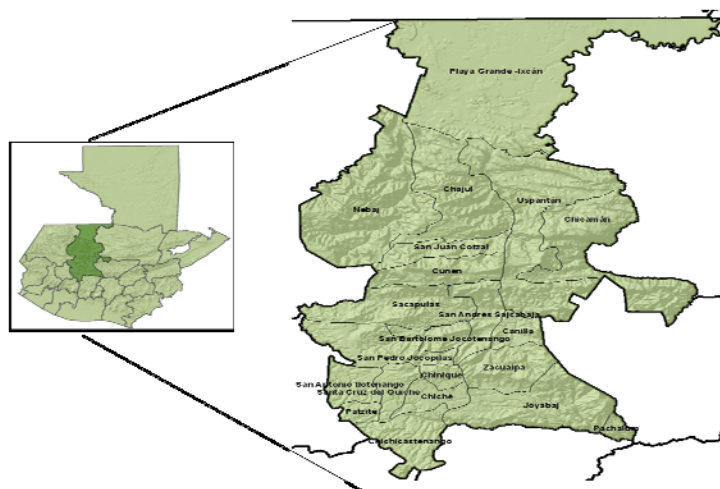 Playa Grande -Ixcán
Chajul
Uspantán
Nebaj
Chicamán
San Juan Cotzal
Cunén
Sacapulas
San Andrés Sajcabajá
Canilla
San Bartolomé Jocotenango
San Pedro Jocopilas
Zacualpa
Chinique
San Antonio Ilotenango
Santa Cruz del Quiché
Chiché
Joyabaj
Patzité
Pachalum
Chichicastenango